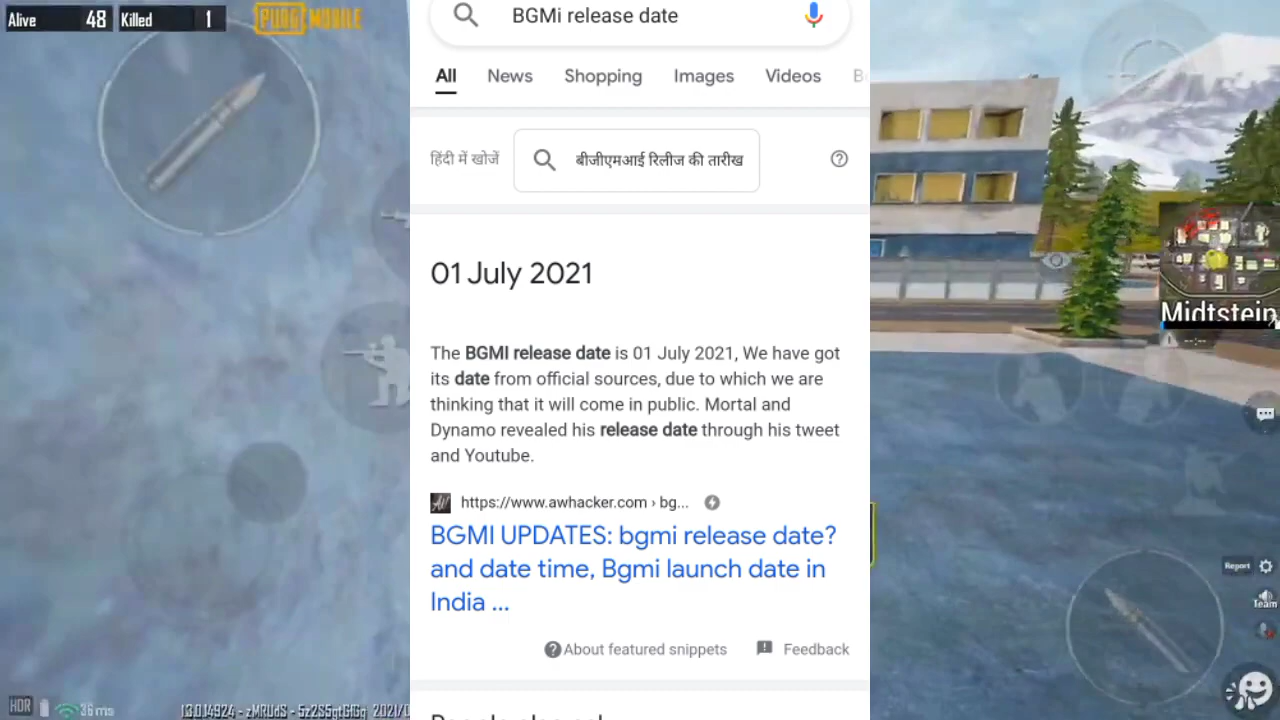 Alive 48 Killed 1 PUBG MOBILE
BGMi release date
All News Shopping Images Videos
हिंदी में खोजें बीजीएमआई रिलीज की तारीख
01 July 2021
The BGMI release date is 01 July 2021, We have got
its date from official sources, due to which we are
thinking that it will come in public. Mortal and
Dynamo revealed his release date through his tweet
and Youtube.
https://www.awhacker.com › bg...
BGMI UPDATES: bgmi release date?
and date time, Bgmi launch date in
India ...
About featured snippets Feedback
Midtstein
Report
Team
HDR 36 ms